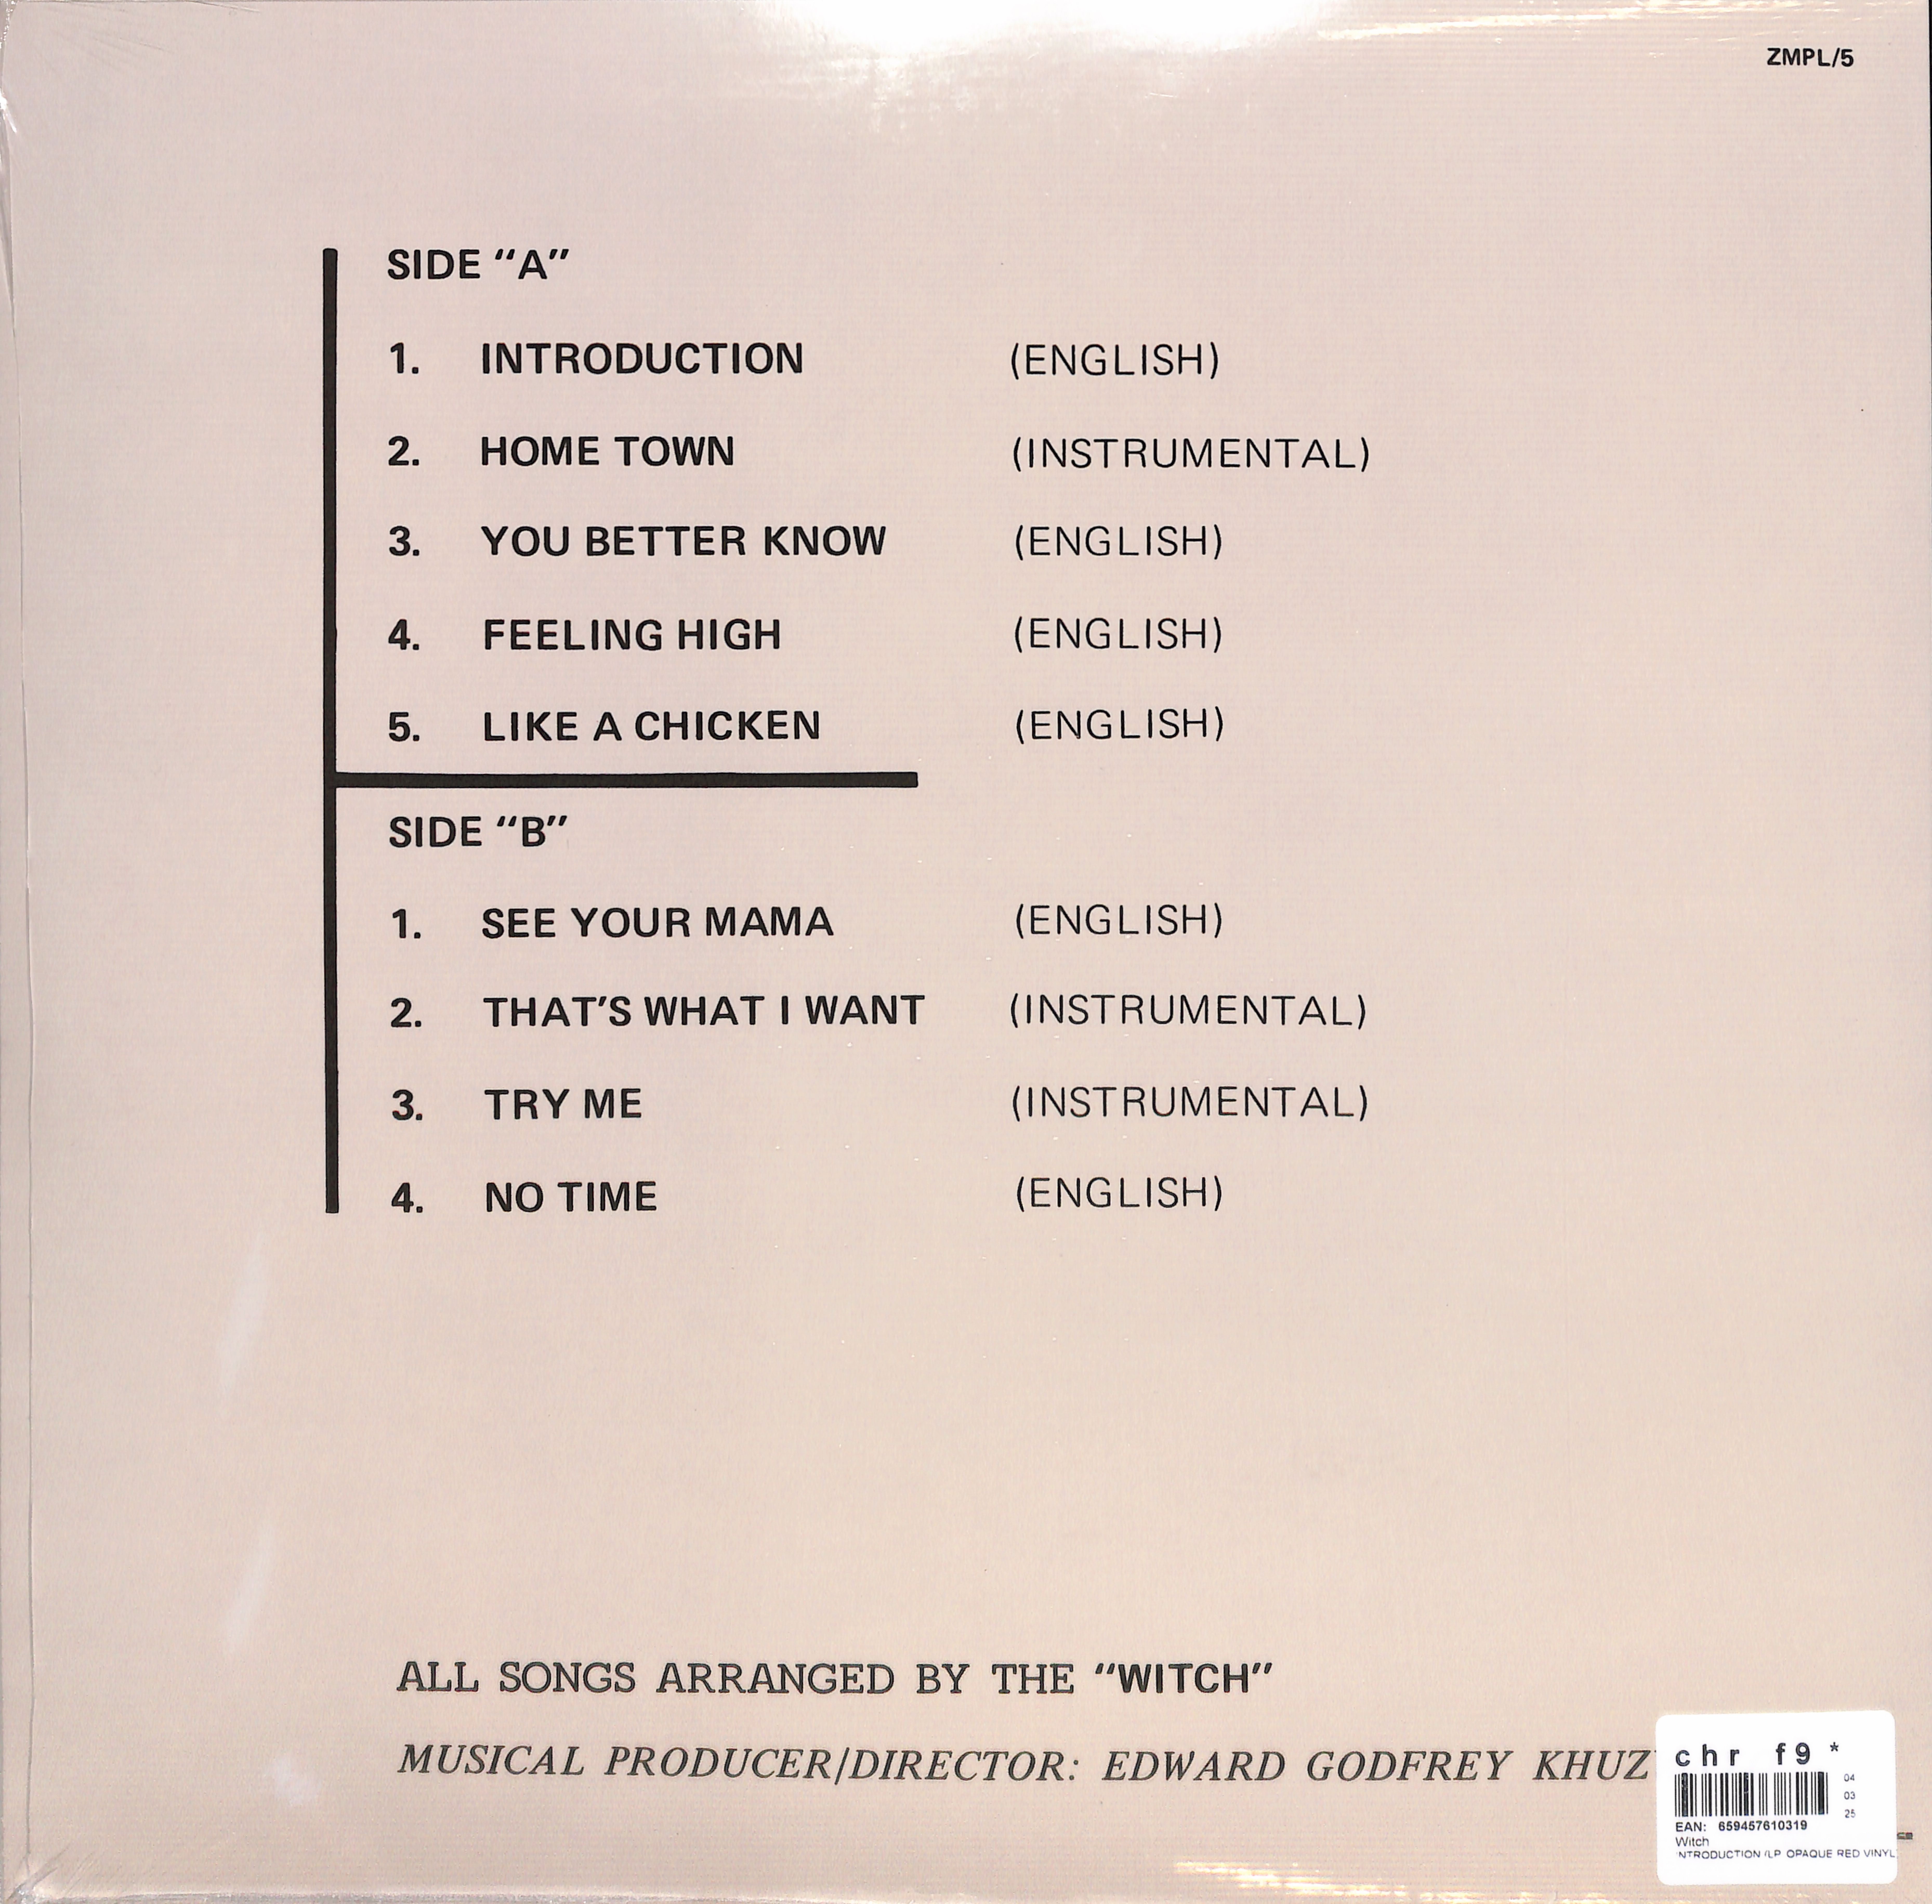 ZMPL/5
SIDE “A”
1. INTRODUCTION (ENGLISH)
2. HOME TOWN (INSTRUMENTAL)
3. YOU BETTER KNOW (ENGLISH)
4. FEELING HIGH (ENGLISH)
5. LIKE A CHICKEN (ENGLISH)
SIDE “B”
1. SEE YOUR MAMA (ENGLISH)
2. THAT’S WHAT I WANT (INSTRUMENTAL)
3. TRY ME (INSTRUMENTAL)
4. NO TIME (ENGLISH)
ALL SONGS ARRANGED BY THE “WITCH”
MUSICAL PRODUCER/DIRECTOR: EDWARD GODFREY
chr f9 *
04
03
25
EAN: 659457610319
Witch
NTRODUCTION (LP OPAQUE RED VINYL